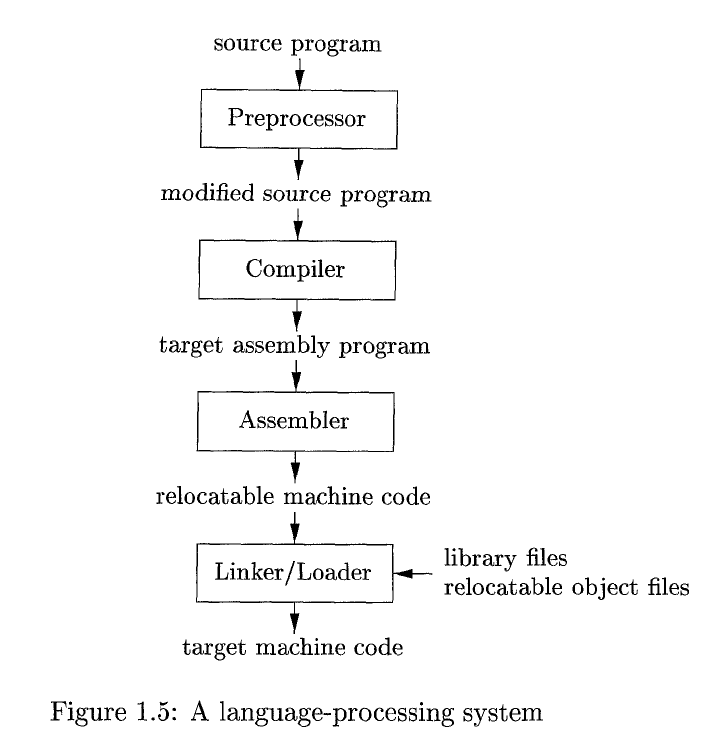 source program
Preprocessor
modified source program
Compiler
target assembly program
Assembler
relocatable machine code
Linker/Loader
library files
relocatable object files
target machine code
Figure 1.5: A language-processing system